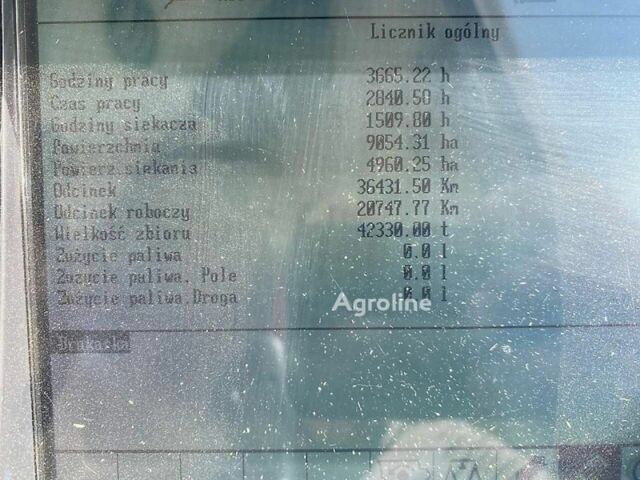 Licznik ogólny
Godziny pracy 3665.22 h
Czas pracy 2840.50 h
Godziny siekacza 1509.80 h
Powierzchnia 9054.31 ha
Powierz.siekania 4960.25 ha
Odcinek 36431.50 Km
Odcinek roboczy 20747.77 Km
Wielkość zbioru 42330.00 t
Zużycie paliwa 0.0 l
Zużycie paliwa. Pole 0.0 l
Zużycie paliwa.Droga 0.0 l
Agroline
Drukarka